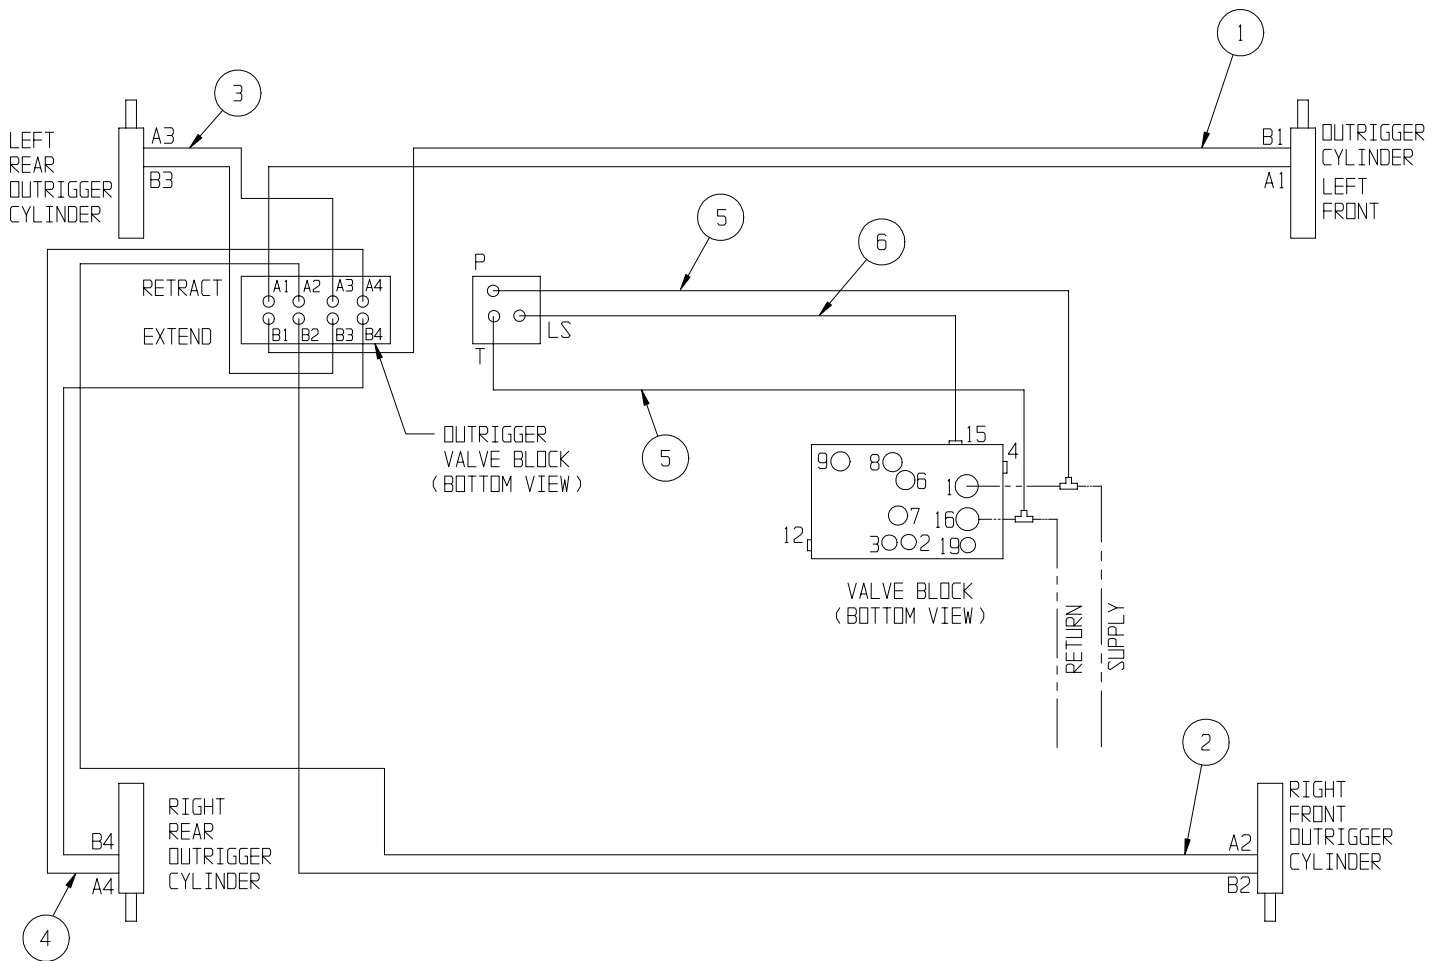 1
3
LEFT
REAR
OUTRIGGER
CYLINDER
A3
B3
B1
A1
OUTRIGGER
CYLINDER
LEFT
FRONT
5
6
RETRACT
EXTEND
A1 A2 A3 A4
B1 B2 B3 B4
P
T
LS
OUTRIGGER
VALVE BLOCK
(BOTTOM VIEW)
5
15
4
9
8
6
1
7
16
12
3
2
19
VALVE BLOCK
(BOTTOM VIEW)
RETURN
SUPPLY
2
B4
A4
RIGHT
REAR
OUTRIGGER
CYLINDER
A2
B2
RIGHT
FRONT
OUTRIGGER
CYLINDER
4